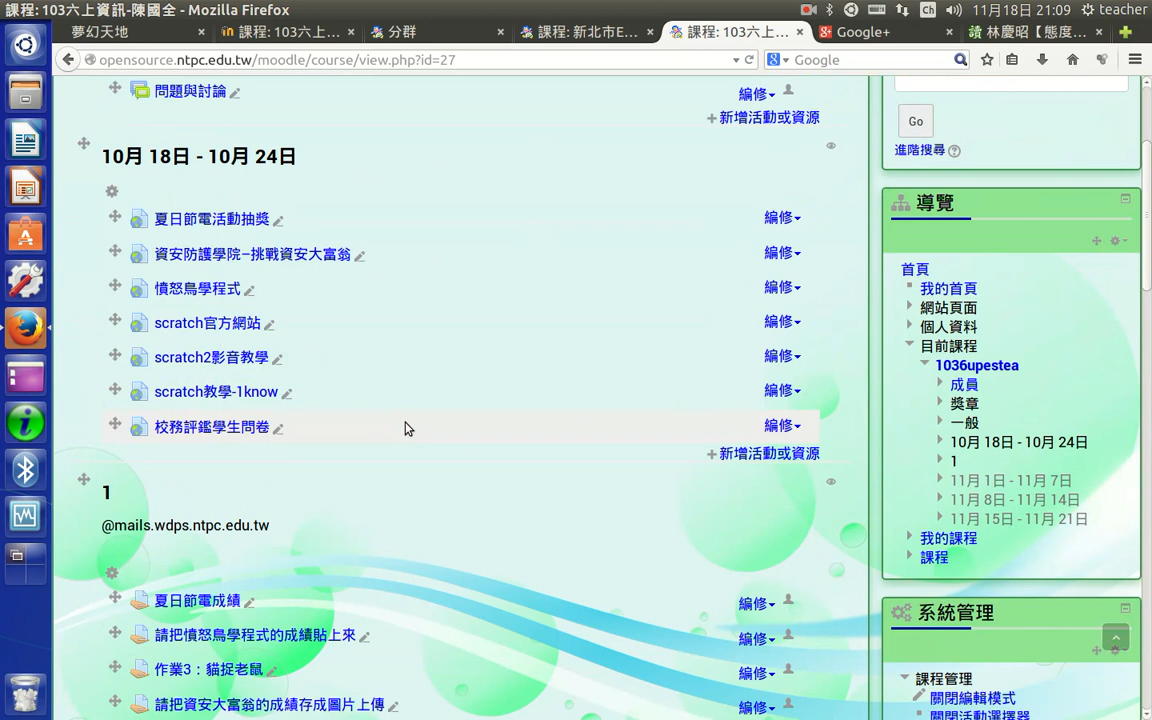 課程: 103六上資訊-陳國全 - Mozilla Firefox
Ch
11月18日 21:09
teacher
夢幻天地
課程: 103六上資...
分群
課程: 新北市E...
課程: 103六上...
Google+
林慶昭【態度...
opensource.ntpc.edu.tw/moodle/course/view.php?id=27
Google
問題與討論
編修
新增活動或資源
10月 18日 - 10月 24日
夏日節電活動抽獎
編修
資安防護學院–挑戰資安大富翁
編修
憤怒鳥學程式
編修
scratch官方網站
編修
scratch2影音教學
編修
scratch教學-1know
編修
校務評鑑學生問卷
編修
新增活動或資源
1
@mails.wdps.ntpc.edu.tw
夏日節電成績
編修
請把憤怒鳥學程式的成績貼上來
編修
作業3：貓捉老鼠
編修
請把資安大富翁的成績存成圖片上傳
編修
Go
進階搜尋
導覽
首頁
我的首頁
網站頁面
個人資料
目前課程
1036upestea
成員
獎章
一般
10月 18日 - 10月 24日
1
11月 1日 - 11月 7日
11月 8日 - 11月 14日
11月 15日 - 11月 21日
我的課程
課程
系統管理
課程管理
關閉編輯模式
關閉活動選擇器